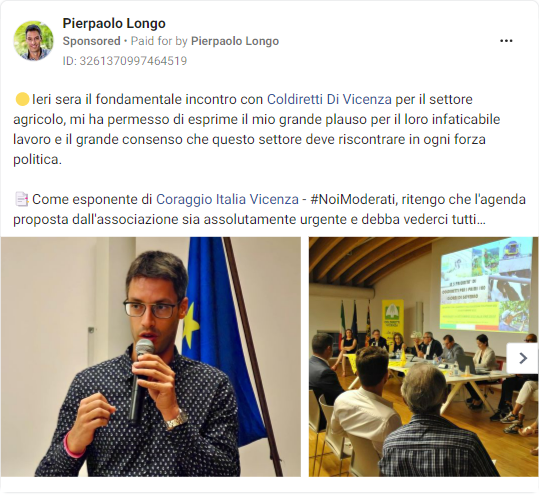 Pierpaolo Longo
Sponsored • Paid for by Pierpaolo Longo
ID: 3261370997464519
Ieri sera il fondamentale incontro con Coldiretti Di Vicenza per il settore
agricolo, mi ha permesso di esprime il mio grande plauso per il loro infaticabile
lavoro e il grande consenso che questo settore deve riscontrare in ogni forza
politica.
Come esponente di Coraggio Italia Vicenza - #NoiModerati, ritengo che l'agenda
proposta dall'associazione sia assolutamente urgente e debba vederci tutti...